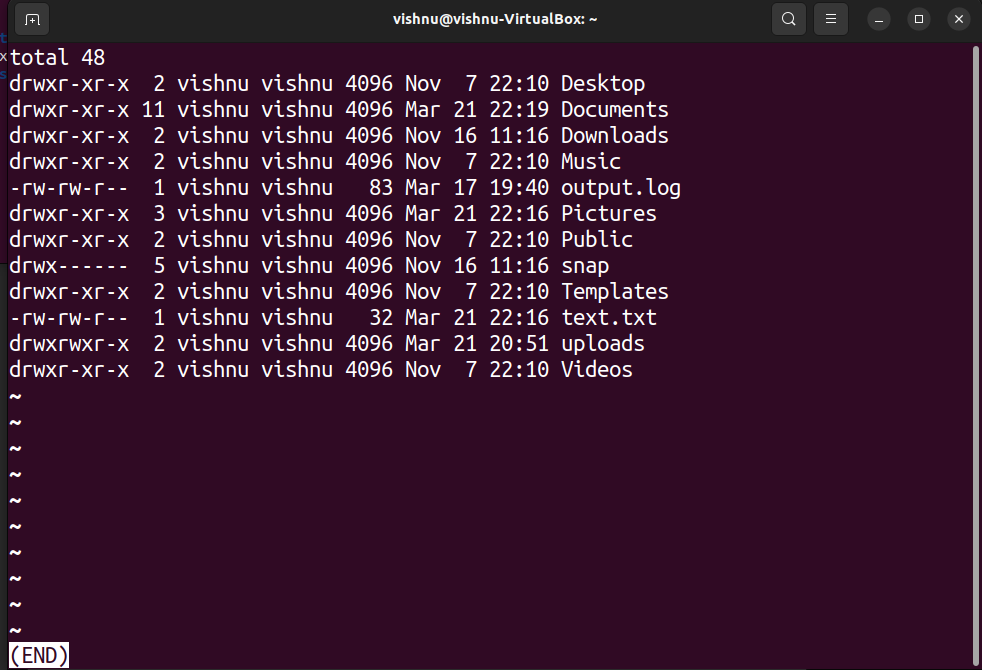 vishnu@vishnu-VirtualBox: ~
total 48
drwxr-xr-x  2 vishnu vishnu 4096 Nov  7 22:10 Desktop
drwxr-xr-x 11 vishnu vishnu 4096 Mar 21 22:19 Documents
drwxr-xr-x  2 vishnu vishnu 4096 Nov 16 11:16 Downloads
drwxr-xr-x  2 vishnu vishnu 4096 Nov  7 22:10 Music
-rw-rw-r--  1 vishnu vishnu   83 Mar 17 19:40 output.log
drwxr-xr-x  3 vishnu vishnu 4096 Mar 21 22:16 Pictures
drwxr-xr-x  2 vishnu vishnu 4096 Nov  7 22:10 Public
drwx------  5 vishnu vishnu 4096 Nov 16 11:16 snap
drwxr-xr-x  2 vishnu vishnu 4096 Nov  7 22:10 Templates
-rw-rw-r--  1 vishnu vishnu   32 Mar 21 22:16 text.txt
drwxrwxr-x  2 vishnu vishnu 4096 Mar 21 20:51 uploads
drwxr-xr-x  2 vishnu vishnu 4096 Nov  7 22:10 Videos
~
~
~
~
~
~
~
~
~
~
(END)